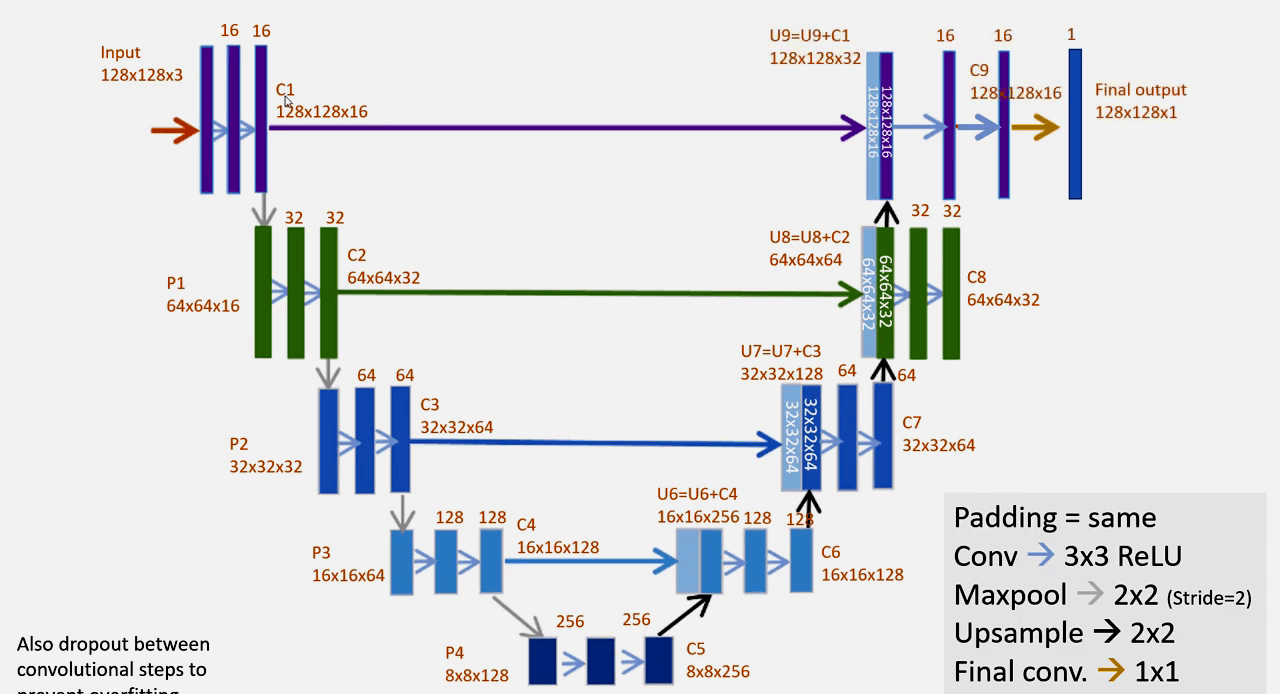 Input
128x128x3
16
16
C1
128x128x16
U9=U9+C1
128x128x32
128x128x16
128x128x16
16
16
C9
128x128x16
1
Final output
128x128x1
P1
64x64x16
32
32
C2
64x64x32
U8=U8+C2
64x64x64
64x64x32
64x64x32
32
32
C8
64x64x32
P2
32x32x32
64
64
C3
32x32x64
U7=U7+C3
32x32x128
32x32x64
32x32x64
64
64
C7
32x32x64
P3
16x16x64
128
128
C4
16x16x128
U6=U6+C4
16x16x256
128
128
C6
16x16x128
P4
8x8x128
256
256
C5
8x8x256
Padding = same
Conv → 3x3 ReLU
Maxpool → 2x2 (Stride=2)
Upsample → 2x2
Final conv. → 1x1
Also dropout between
convolutional steps to
prevent overfitting